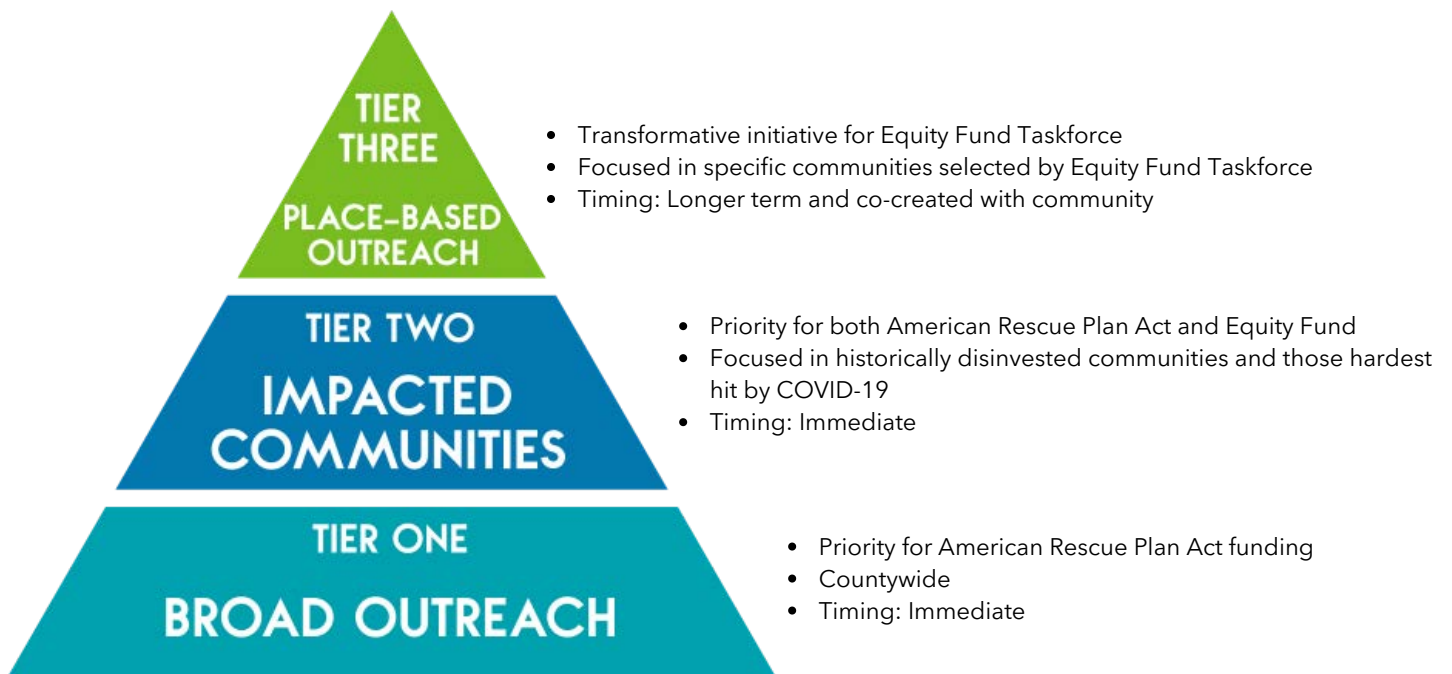 TIER
THREE
PLACE-BASED
OUTREACH
• Transformative initiative for Equity Fund Taskforce
• Focused in specific communities selected by Equity Fund Taskforce
• Timing: Longer term and co-created with community
TIER TWO
IMPACTED
COMMUNITIES
• Priority for both American Rescue Plan Act and Equity Fund
• Focused in historically disinvested communities and those hardest
hit by COVID-19
• Timing: Immediate
TIER ONE
BROAD OUTREACH
• Priority for American Rescue Plan Act funding
• Countywide
• Timing: Immediate